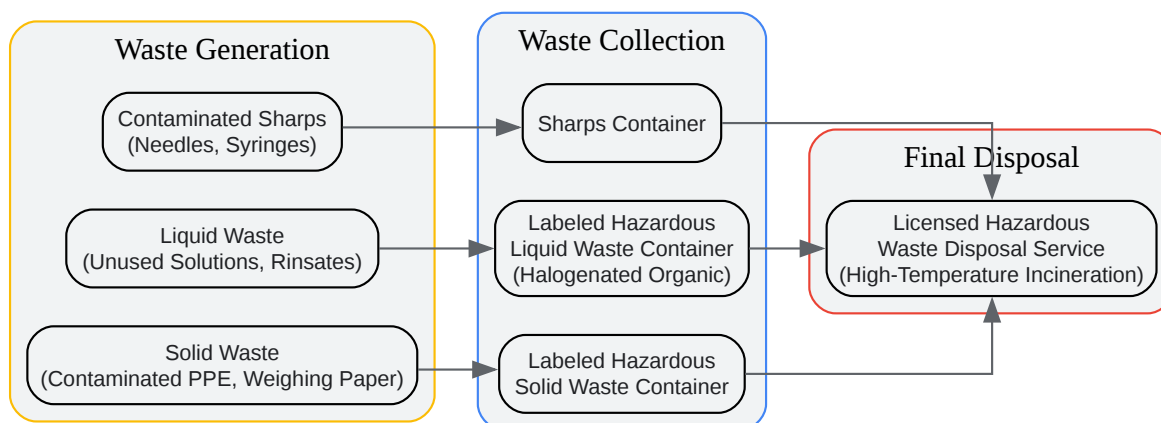 Waste Generation
Contaminated Sharps
(Needles, Syringes)
Liquid Waste
(Unused Solutions, Rinsates)
Solid Waste
(Contaminated PPE, Weighing Paper)
Waste Collection
Sharps Container
Labeled Hazardous
Liquid Waste Container
(Halogenated Organic)
Labeled Hazardous
Solid Waste Container
Final Disposal
Licensed Hazardous
Waste Disposal Service
(High-Temperature Incineration)